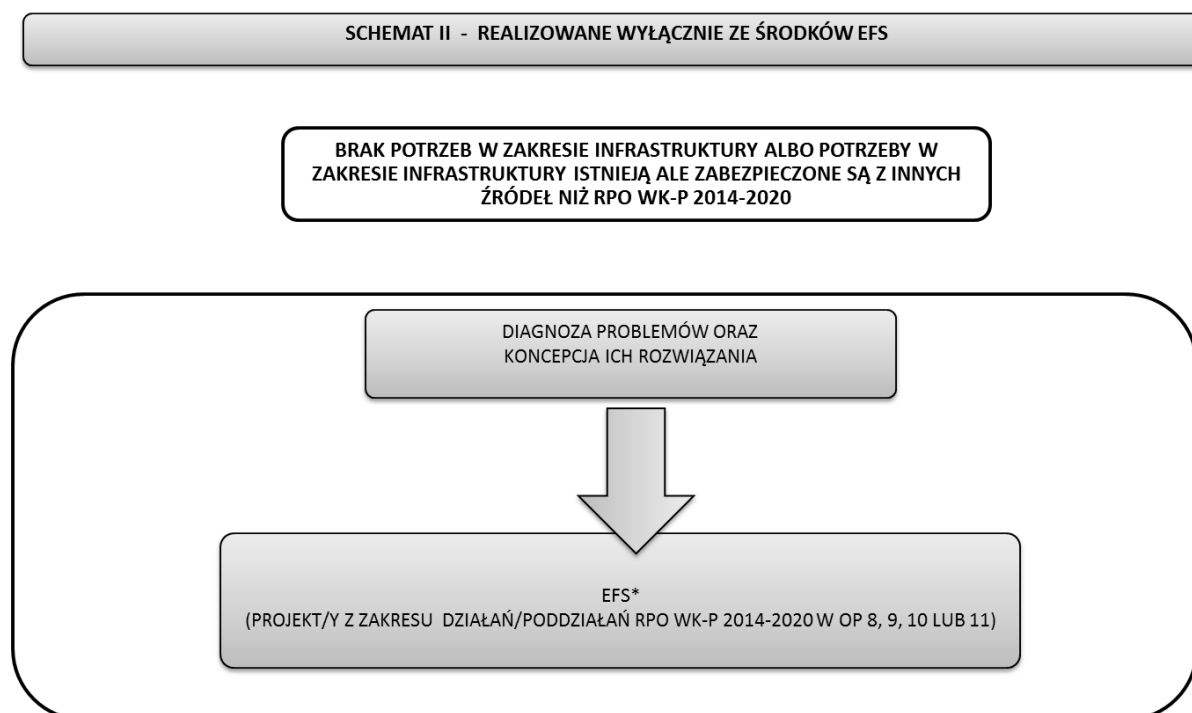 SCHEMAT II - REALIZOWANE WYŁĄCZNIE ZE ŚRODKÓW EFS
BRAK POTRZEB W ZAKRESIE INFRASTRUKTURY ALBO POTRZEBY W
ZAKRESIE INFRASTRUKTURY ISTNIEJĄ ALE ZABEZPIECZONE SĄ Z INNYCH
ŹRÓDEŁ NIŻ RPO WK-P 2014-2020
DIAGNOZA PROBLEMÓW ORAZ
KONCEPCJA ICH ROZWIĄZANIA
EFS*
(PROJEKT/Y Z ZAKRESU DZIAŁAŃ/PODDZIAŁAŃ RPO WK-P 2014-2020 W OP 8, 9, 10 LUB 11)